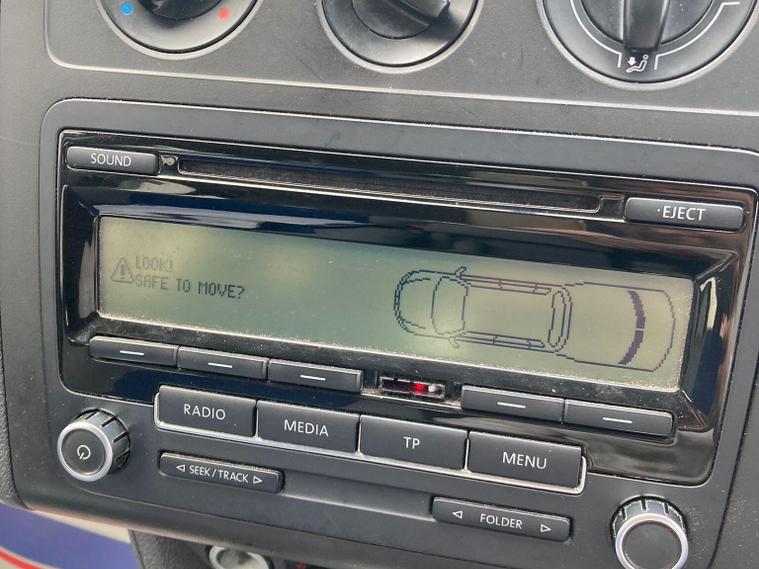 SOUND
·EJECT
LOOK!
SAFE TO MOVE?
RADIO
MEDIA
TP
MENU
SEEK/TRACK
FOLDER